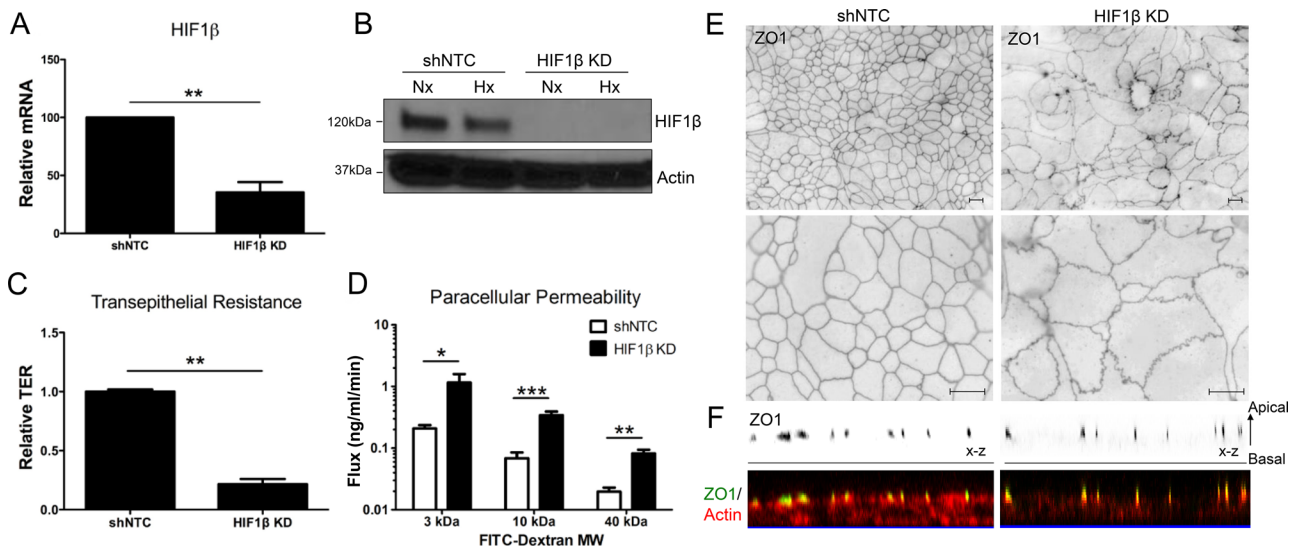 A
HIF1β
Relative mRNA
150
100
50
0
**
shNTC
HIF1β KD
B
shNTC
HIF1β KD
Nx
Hx
Nx
Hx
120kDa
HIF1β
37kDa
Actin
C
Transepithelial Resistance
Relative TER
1.5
1.0
0.5
0.0
**
shNTC
HIF1β KD
D
Paracellular Permeability
shNTC
HIF1β KD
Flux (ng/ml/min)
10
1
0.1
0.01
*
***
**
3 kDa
10 kDa
40 kDa
FITC-Dextran MW
E
shNTC
HIF1β KD
ZO1
ZO1
F
ZO1
x-z
x-z
Apical
Basal
ZO1/
Actin